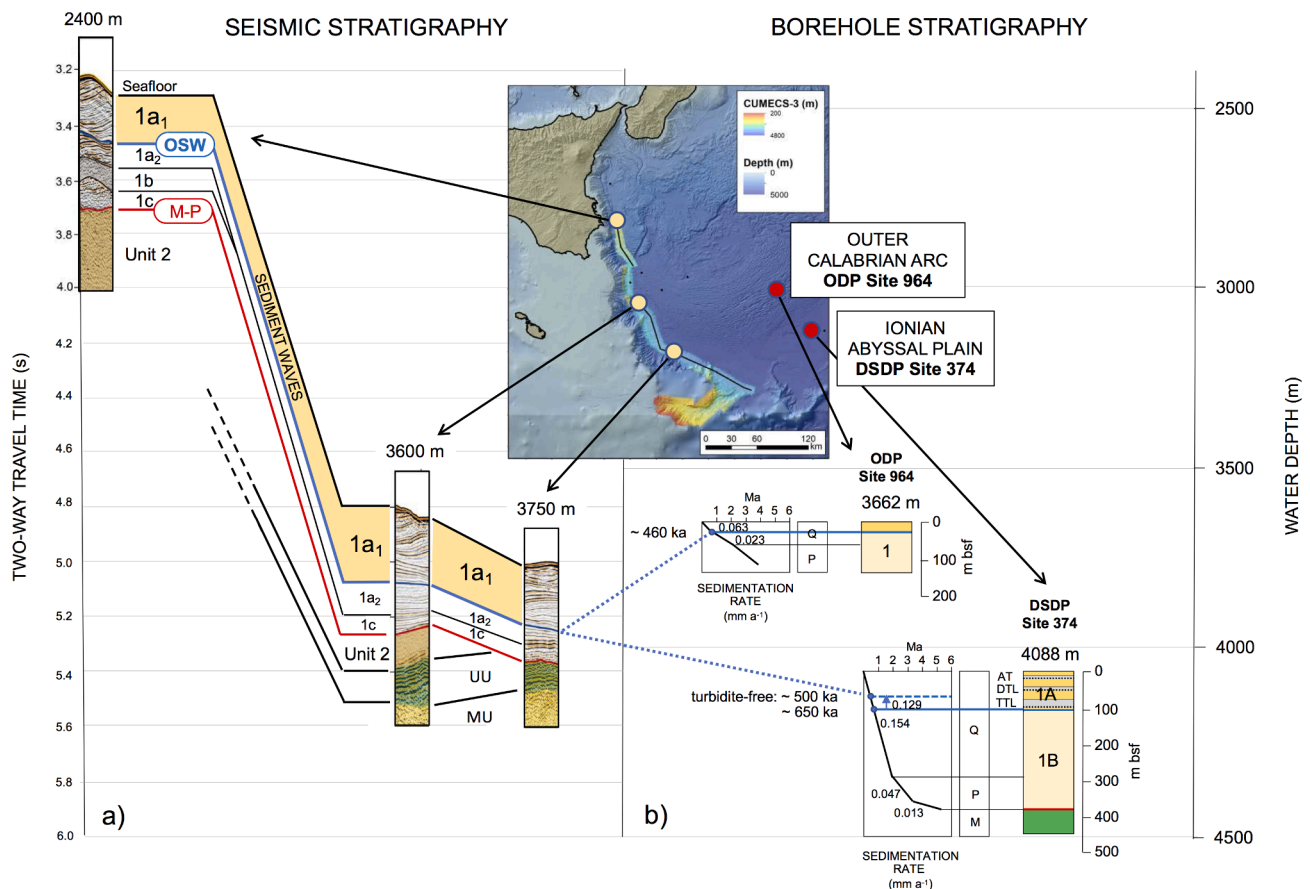 2400 m
SEISMIC STRATIGRAPHY
BOREHOLE STRATIGRAPHY
TWO-WAY TRAVEL TIME (s)
3.2
3.4
3.6
3.8
4.0
4.2
4.4
4.6
4.8
5.0
5.2
5.4
5.6
5.8
6.0
Seafloor
1a1
OSW
1a2
1b
1c
M-P
Unit 2
SEDIMENT WAVES
3600 m
3750 m
1a1
1a1
1a2
1c
1a2
1c
Unit 2
UU
MU
a)
CUMECS-3 (m)
200
4800
Depth (m)
0
5000
0 30 60 120
km
OUTER
CALABRIAN ARC
ODP Site 964
IONIAN
ABYSSAL PLAIN
DSDP Site 374
WATER DEPTH (m)
2500
3000
3500
4000
4500
ODP
Site 964
3662 m
Ma
1 2 3 4 5 6
~ 460 ka
0.063
0.023
Q
P
1
0
100
200
m bsf
SEDIMENTATION
RATE
(mm a-1)
DSDP
Site 374
4088 m
Ma
1 2 3 4 5 6
turbidite-free: ~ 500 ka
~ 650 ka
0.129
0.154
0.047
0.013
Q
P
M
AT
DTL
TTL
1A
1B
0
100
200
300
400
500
m bsf
SEDIMENTATION
RATE
(mm a-1)
b)